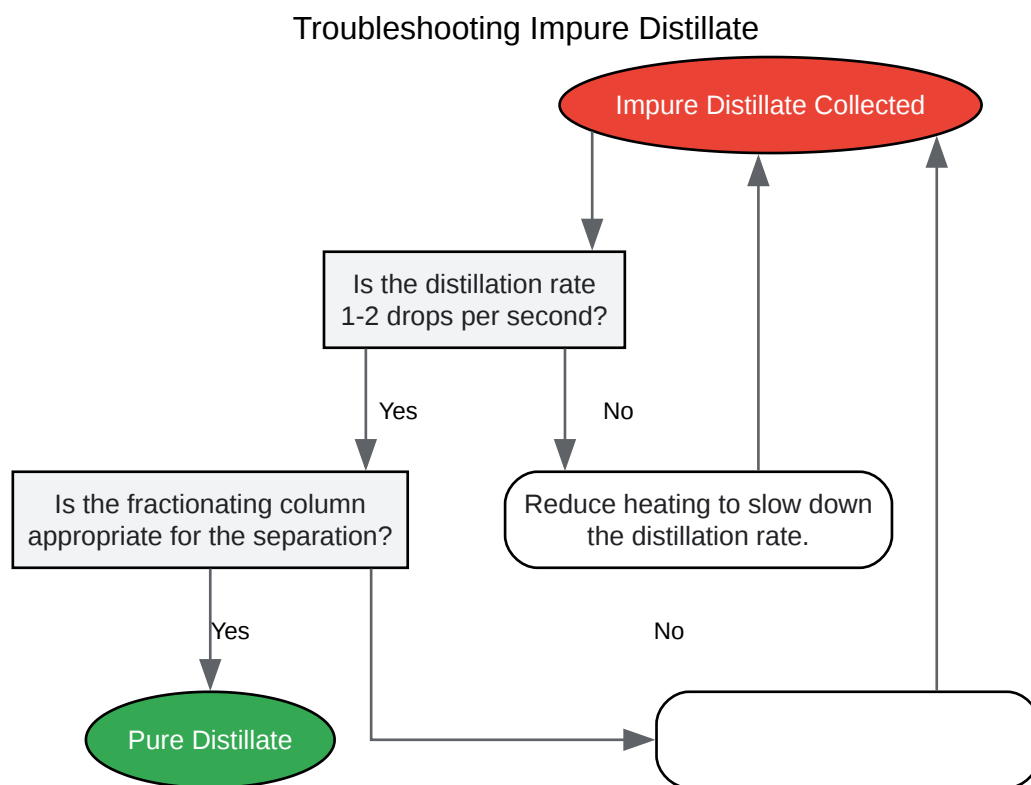 Troubleshooting Impure Distillate
Impure Distillate Collected
Is the distillation rate
1-2 drops per second?
Yes
No
Is the fractionating column
appropriate for the separation?
Reduce heating to slow down
the distillation rate.
Yes
No
Pure Distillate